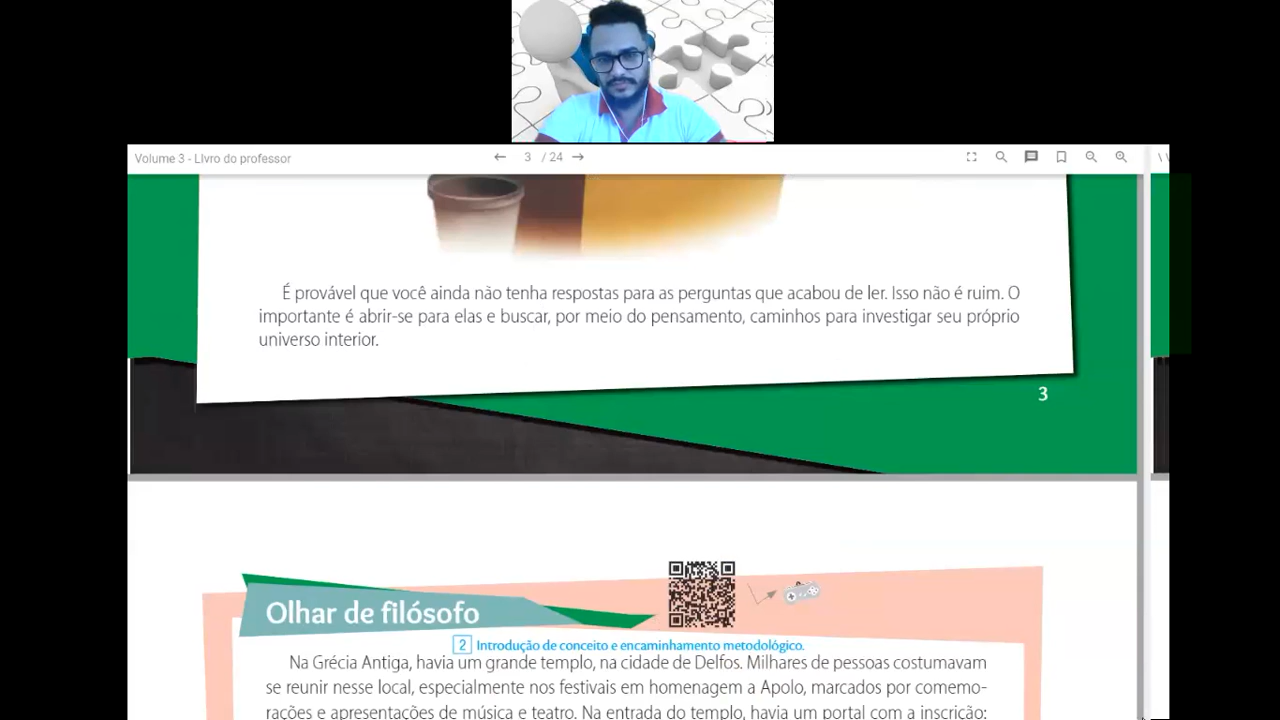 Volume 3 - LIvro do professor
3 / 24
É provável que você ainda não tenha respostas para as perguntas que acabou de ler. Isso não é ruim. O
importante é abrir-se para elas e buscar, por meio do pensamento, caminhos para investigar seu próprio
universo interior.
3
Olhar de filósofo
2 Introdução de conceito e encaminhamento metodológico.
Na Grécia Antiga, havia um grande templo, na cidade de Delfos. Milhares de pessoas costumavam
se reunir nesse local, especialmente nos festivais em homenagem a Apolo, marcados por comemo-
rações e apresentações de música e teatro. Na entrada do templo, havia um portal com a inscrição: